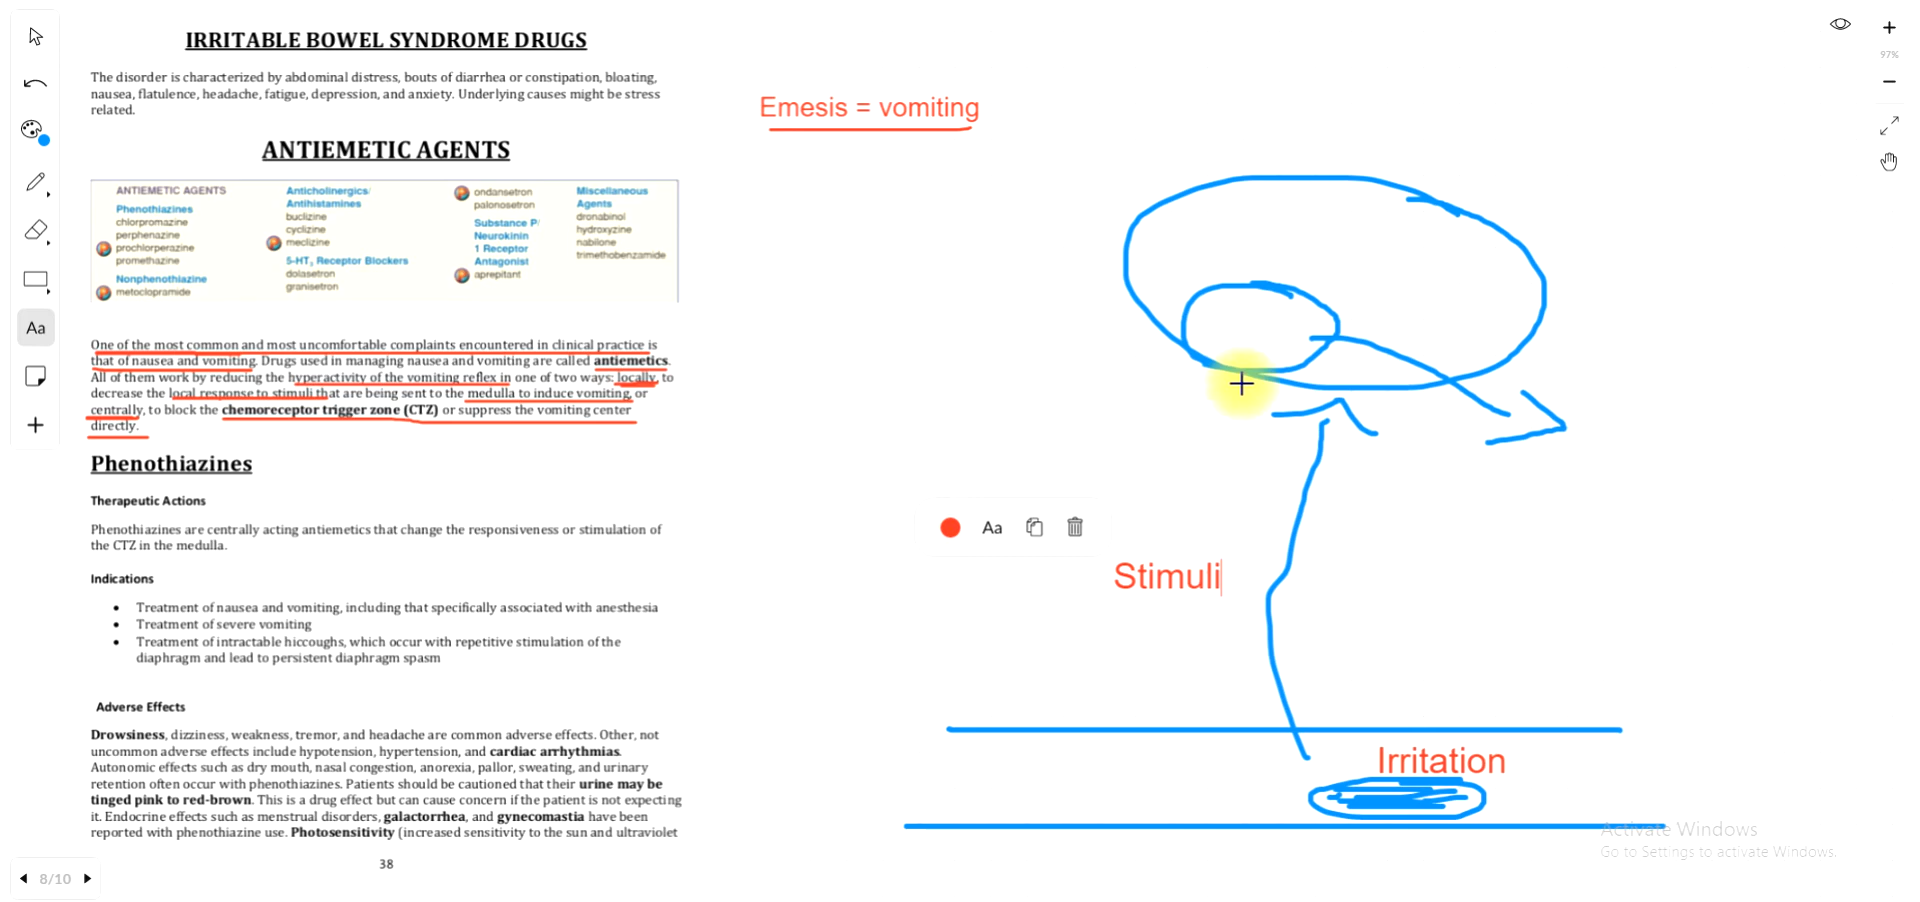 IRRITABLE BOWEL SYNDROME DRUGS
The disorder is characterized by abdominal distress, bouts of diarrhea or constipation, bloating,
nausea, flatulence, headache, fatigue, depression, and anxiety. Underlying causes might be stress
related.
ANTIEMETIC AGENTS
ANTIEMETIC AGENTS
Phenothiazines
chlorpromazine
perphenazine
prochlorperazine
promethazine
Nonphenothiazine
metoclopramide
Anticholinergics/
Antihistamines
buclizine
cyclizine
meclizine
5-HT3 Receptor Blockers
dolasetron
granisetron
ondansetron
palonosetron
Substance P/
Neurokinin
1 Receptor
Antagonist
aprepitant
Miscellaneous
Agents
dronabinol
hydroxyzine
nabilone
trimethobenzamide
One of the most common and most uncomfortable complaints encountered in clinical practice is
that of nausea and vomiting. Drugs used in managing nausea and vomiting are called antiemetics.
All of them work by reducing the hyperactivity of the vomiting reflex in one of two ways: locally, to
decrease the local response to stimuli that are being sent to the medulla to induce vomiting, or
centrally, to block the chemoreceptor trigger zone (CTZ) or suppress the vomiting center
directly.
Phenothiazines
Therapeutic Actions
Phenothiazines are centrally acting antiemetics that change the responsiveness or stimulation of
the CTZ in the medulla.
Indications
• Treatment of nausea and vomiting, including that specifically associated with anesthesia
• Treatment of severe vomiting
• Treatment of intractable hiccoughs, which occur with repetitive stimulation of the
diaphragm and lead to persistent diaphragm spasm
Adverse Effects
Drowsiness, dizziness, weakness, tremor, and headache are common adverse effects. Other, not
uncommon adverse effects include hypotension, hypertension, and cardiac arrhythmias.
Autonomic effects such as dry mouth, nasal congestion, anorexia, pallor, sweating, and urinary
retention often occur with phenothiazines. Patients should be cautioned that their urine may be
tinged pink to red-brown. This is a drug effect but can cause concern if the patient is not expecting
it. Endocrine effects such as menstrual disorders, galactorrhea, and gynecomastia have been
reported with phenothiazine use. Photosensitivity (increased sensitivity to the sun and ultraviolet
38
Aa
8/10
Emesis = vomiting
Aa
Stimuli
Irritation
97%
Activate Windows
Go to Settings to activate Windows.